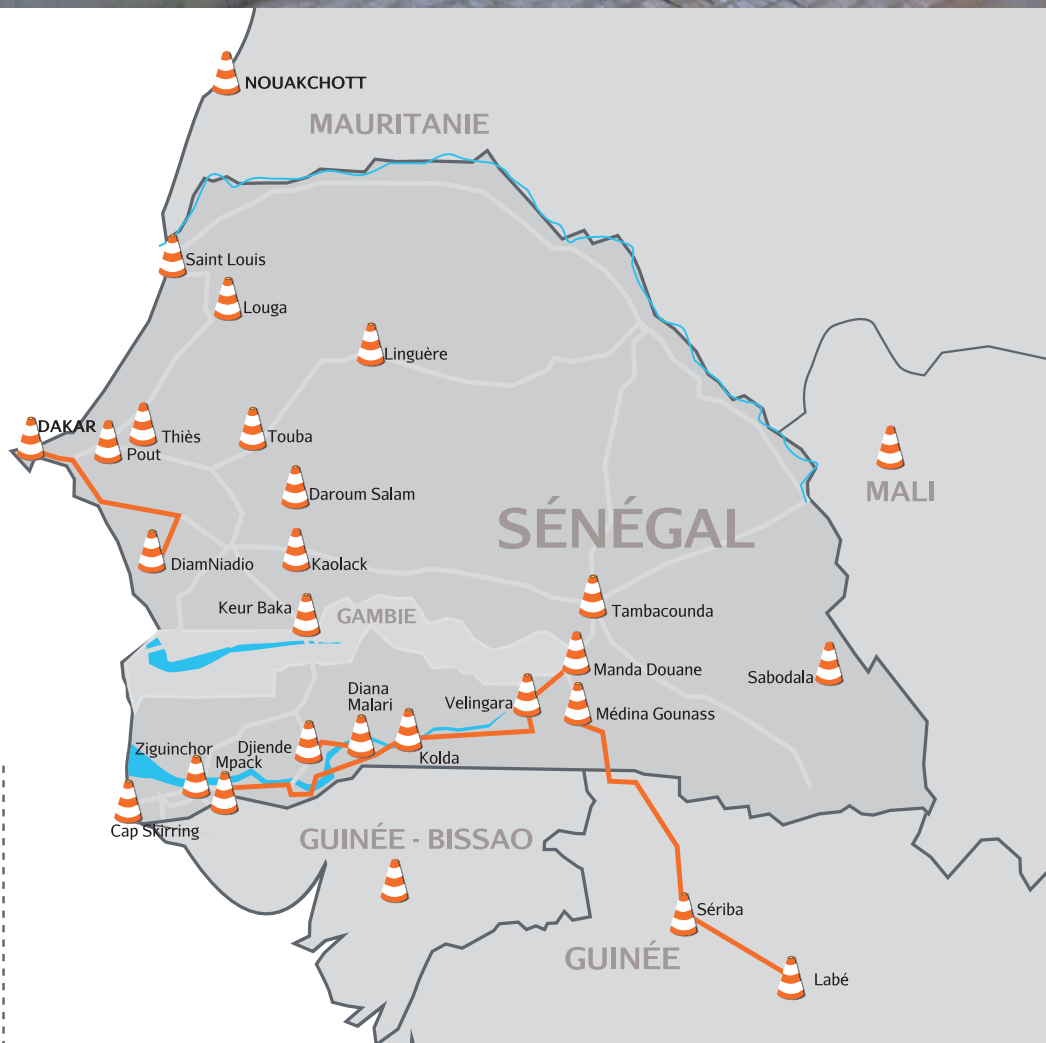 NOUAKCHOTT
MAURITANIE
Saint Louis
Louga
Linguère
DAKAR
Thiès
Pout
Touba
Daroum Salam
MALI
SÉNÉGAL
DiamNiadio
Kaolack
Keur Baka
GAMBIE
Tambacounda
Manda Douane
Sabodala
Diana
Malari
Velingara
Médina Gounass
Ziguinchor
Djiende
Mpack
Kolda
Cap Skirring
GUINÉE - BISSAO
Sériba
GUINÉE
Labé